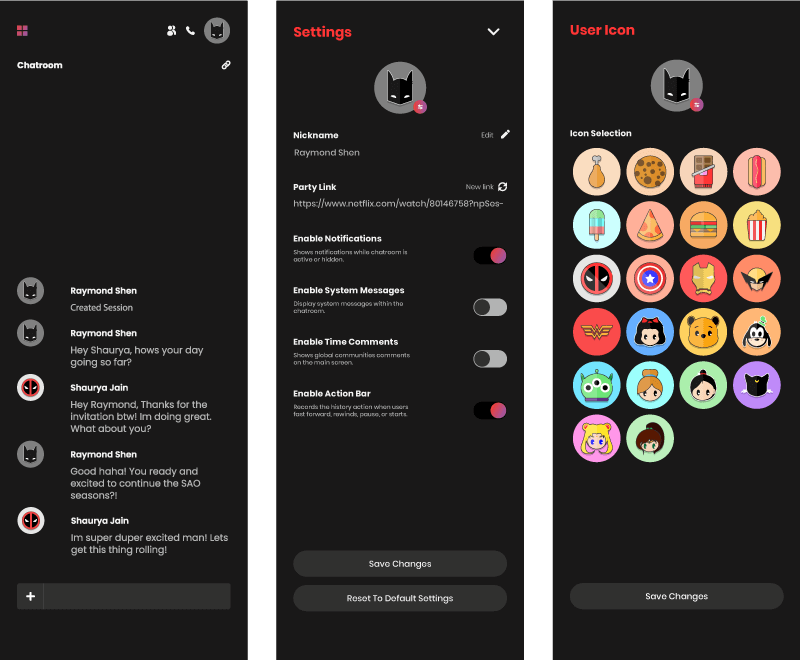 Chatroom
Raymond Shen
Created Session
Raymond Shen
Hey Shaurya, hows your day
going so far?
Shaurya Jain
Hey Raymond, Thanks for the
invitation btw! Im doing great.
What about you?
Raymond Shen
Good haha! You ready and
excited to continue the SAO
seasons?!
Shaurya Jain
Im super duper excited man! Lets
get this thing rolling!
+
Settings
Nickname
Edit
Raymond Shen
Party Link
New link
https://www.netflix.com/watch/80146758?npSes-
Enable Notifications
Shows notifications while chatroom is
active or hidden.
Enable System Messages
Display system messages within the
chatroom.
Enable Time Comments
Shows global communities comments
on the main screen.
Enable Action Bar
Records the history action when users
fast forward, rewinds, pause, or starts.
Save Changes
Reset To Default Settings
User Icon
Icon Selection
Save Changes